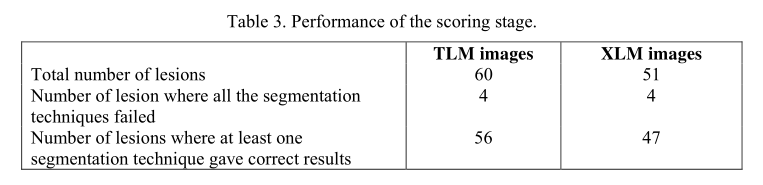 Table 3. Performance of the scoring stage.
TLM images XLM images
Total number of lesions 60 51
Number of lesion where all the segmentation 4 4
techniques failed
Number of lesions where at least one 56 47
segmentation technique gave correct results